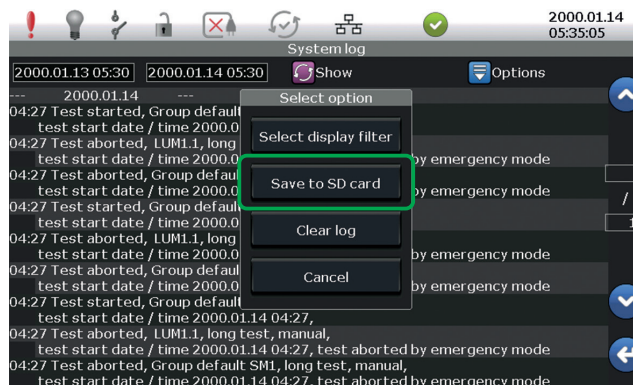 2000.01.14
05:35:05
System log
2000.01.13 05:30 2000.01.14 05:30 Show Options
--- 2000.01.14 ---
Select option
04:27 Test started, Group default
test start date / time 2000.0
Select display filter
04:27 Test aborted, LUM1.1, long
test start date / time 2000.0 by emergency mode
04:27 Test aborted, Group default
Save to SD card
test start date / time 2000.0 by emergency mode
04:27 Test started, Group default
test start date / time 2000.0
Clear log
04:27 Test aborted, LUM1.1, long
test start date / time 2000.0 by emergency mode
04:27 Test aborted, Group defaul
Cancel
test start date / time 2000.0 by emergency mode
04:27 Test started, Group default
test start date / time 2000.01.14 04:27,
04:27 Test aborted, LUM1.1, long test, manual,
test start date / time 2000.01.14 04:27, test aborted by emergency mode
04:27 Test aborted, Group default SM1, long test, manual,
test start date / time 2000.01.14 04:27, test aborted by emergency mode
/
1